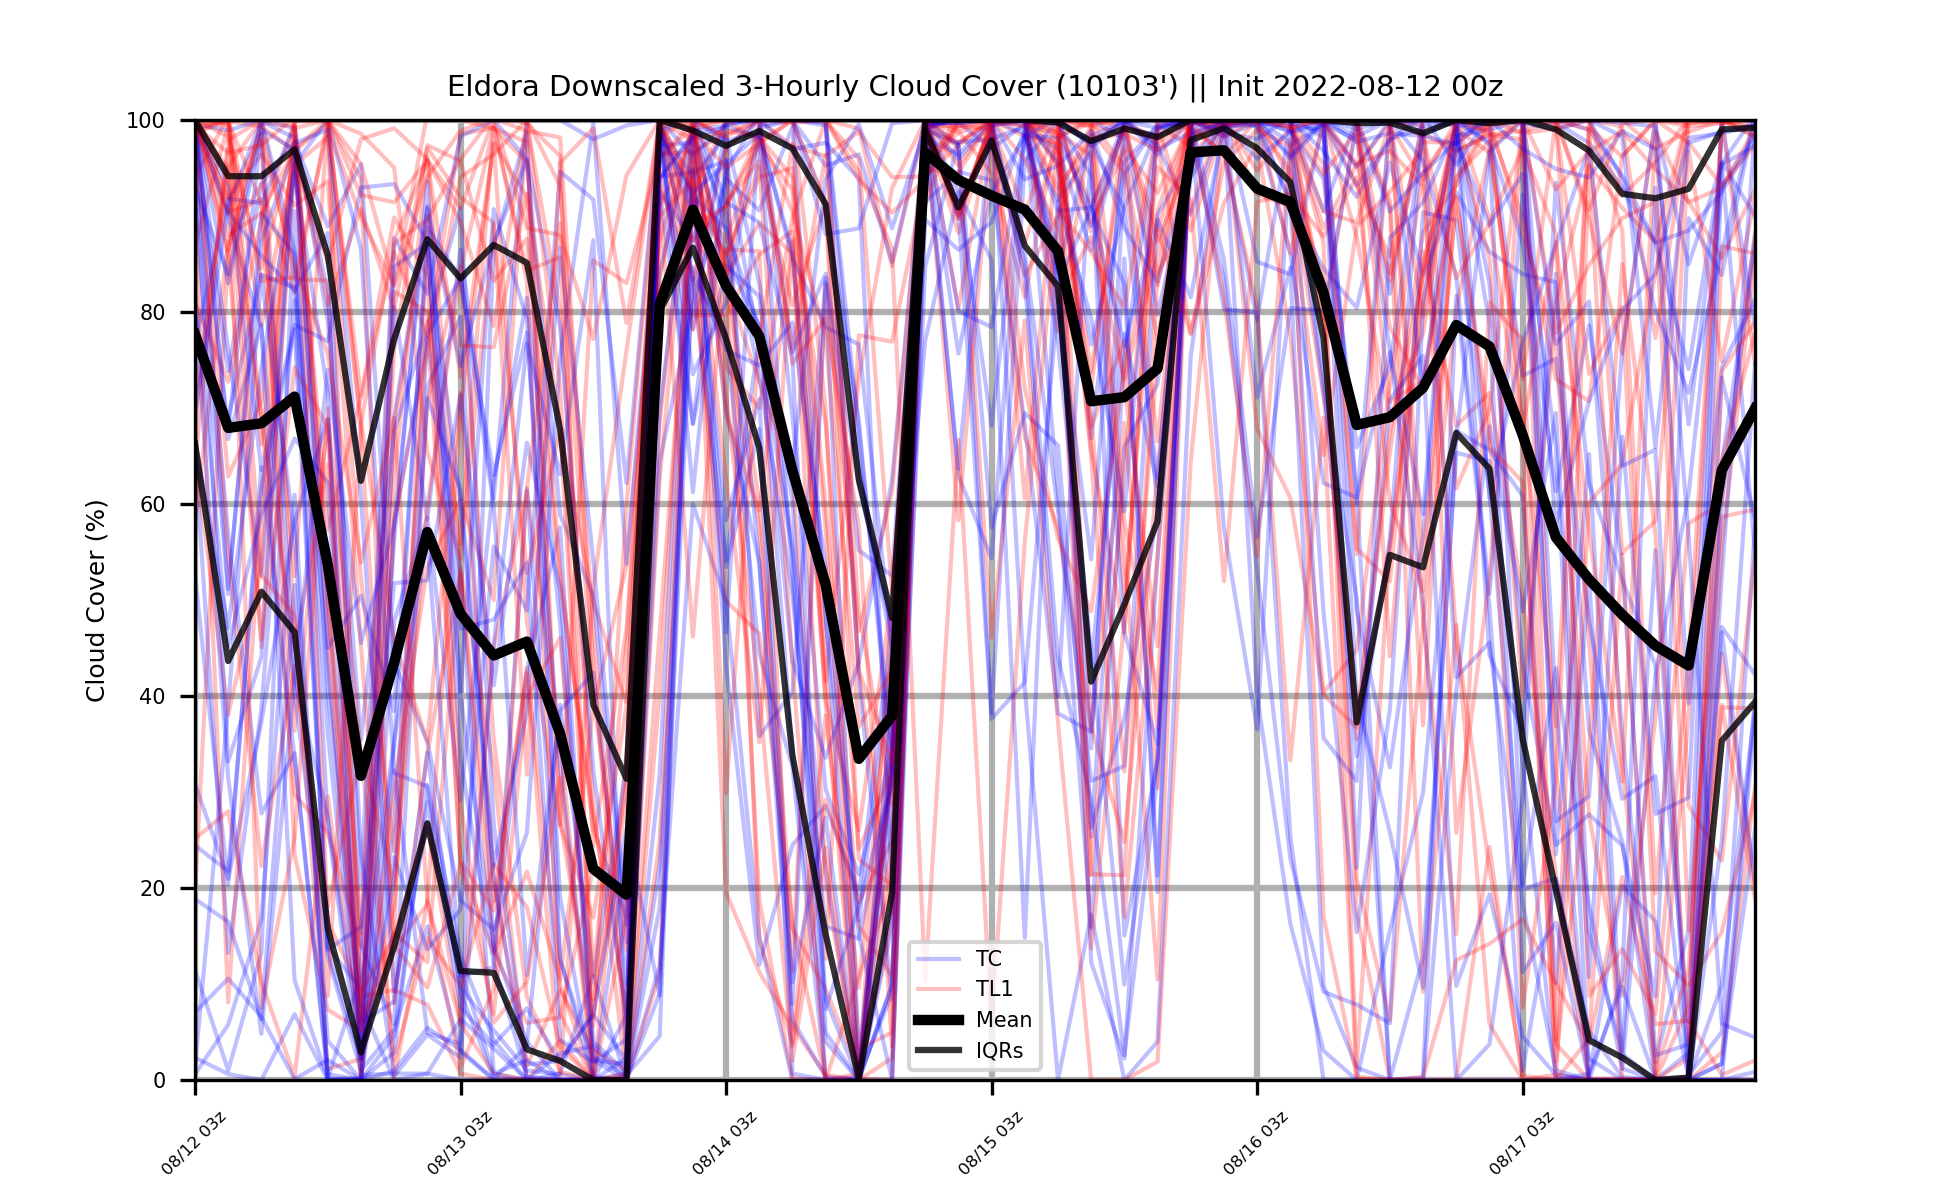 Eldora Downscaled 3-Hourly Cloud Cover (10103') || Init 2022-08-12 00z
100
80
60
40
20
0
Cloud Cover (%)
TC
TL1
Mean
IQRs
08/12 03z
08/13 03z
08/14 03z
08/15 03z
08/16 03z
08/17 03z